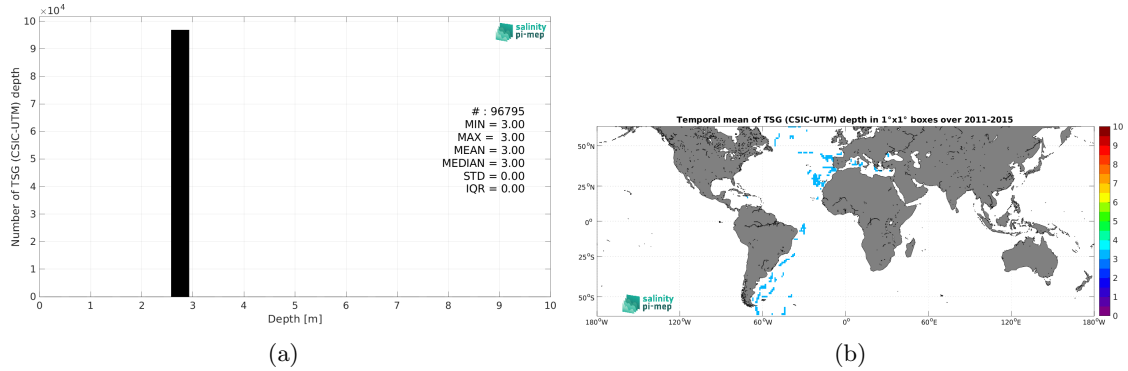 ×10⁴
10
9
8
7
6
5
4
3
2
1
0
Number of TSG (CSIC-UTM) depth
salinity
pi-mep
# : 96795
MIN = 3.00
MAX = 3.00
MEAN = 3.00
MEDIAN = 3.00
STD = 0.00
IQR = 0.00
0 1 2 3 4 5 6 7 8 9 10
Depth [m]
(a)
Temporal mean of TSG (CSIC-UTM) depth in 1°x1° boxes over 2011-2015
50°N
25°N
0°
25°S
50°S
salinity
pi-mep
180°W 120°W 60°W 0° 60°E 120°E 180°W
10
9
8
7
6
5
4
3
2
1
0
(b)